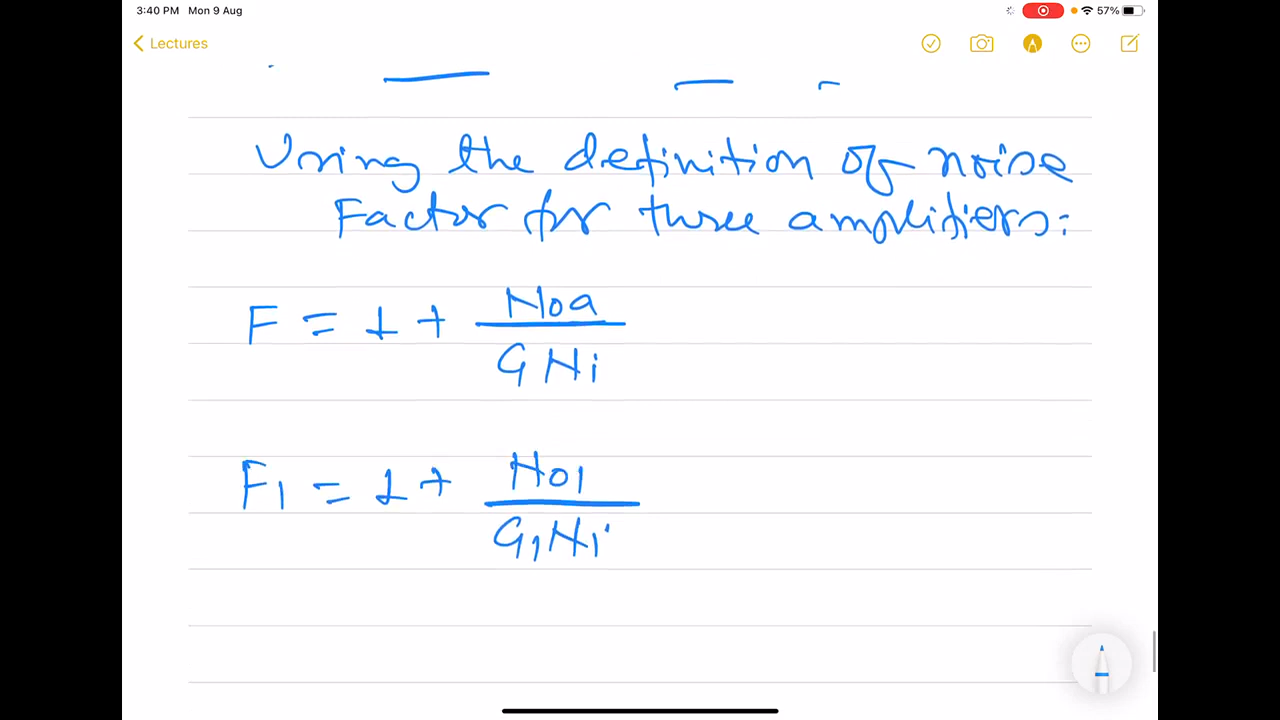 3:40 PM Mon 9 Aug
57%
Lectures
Using the definition of noise
Factor for three amplifiers:
F = 1 + Noa / GNi
F1 = 1 + No1 / G1Ni